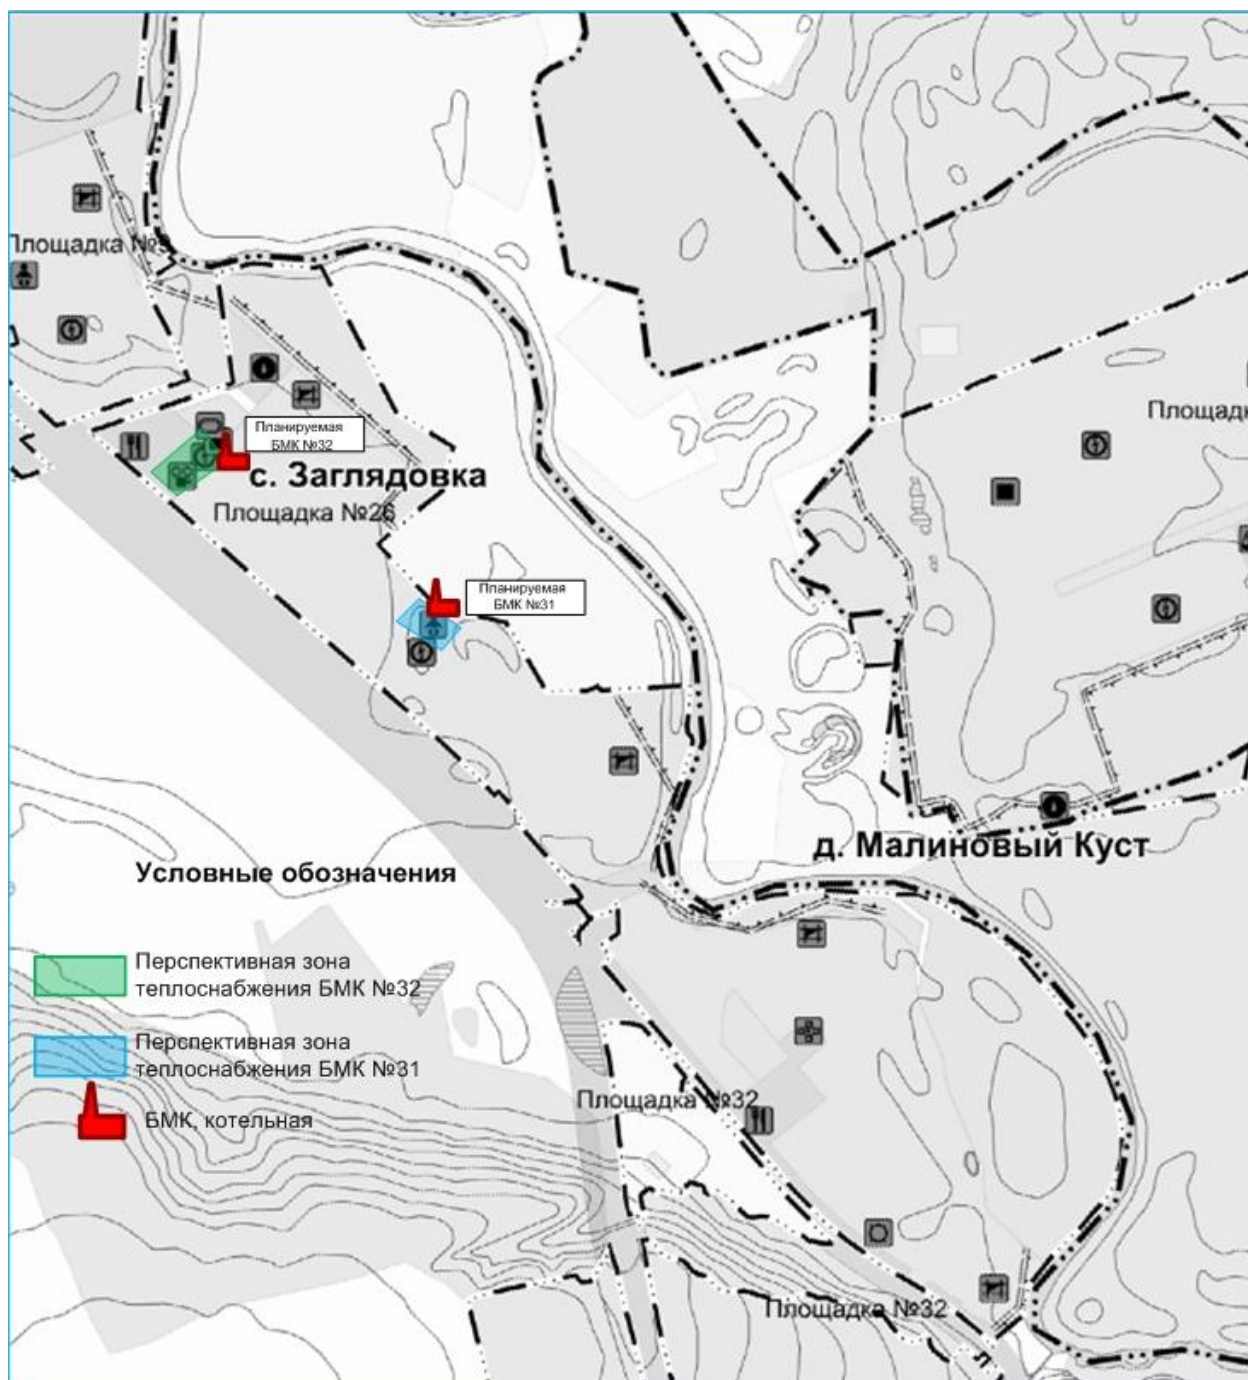 Площадка №9
Планируемая
БМК №32
с. Заглядовка
Площадка №26
Площадк
Планируемая
БМК №31
д. Малиновый Куст
Условные обозначения
Перспективная зона
теплоснабжения БМК №32
Перспективная зона
теплоснабжения БМК №31
БМК, котельная
Площадка №32
Площадка №32